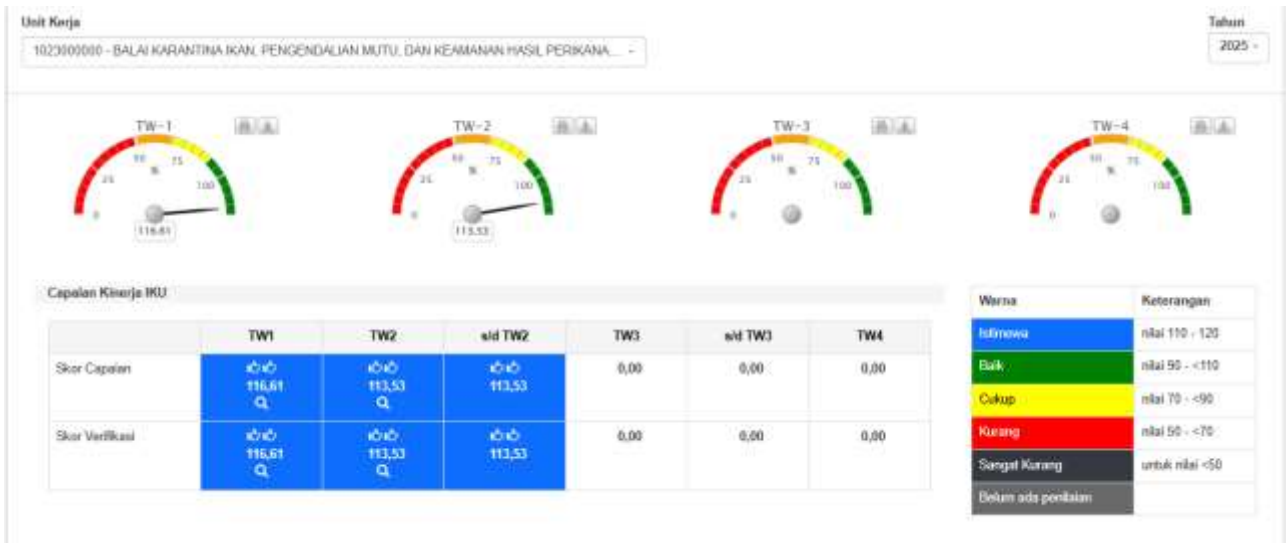 Unit Kerja
Tahun
1023000000 - BALAI KARANTINA IKAN, PENGENDALIAN MUTU, DAN KEAMANAN HASIL PERIKANA...
2025
TW-1
TW-2
TW-3
TW-4
0 25 50 75 100 %
0 25 50 75 100 %
0 25 50 75 100 %
0 25 50 75 100 %
116,61
113,53
Capaian Kinerja IKU
TW1 TW2 s/d TW2 TW3 s/d TW3 TW4
Skor Capaian 116,61 113,53 113,53 0,00 0,00 0,00
Skor Verifikasi 116,61 113,53 113,53 0,00 0,00 0,00
Warna Keterangan
Istimewa nilai 110 - 120
Baik nilai 90 - <110
Cukup nilai 70 - <90
Kurang nilai 50 - <70
Sangat Kurang untuk nilai <50
Belum ada penilaian